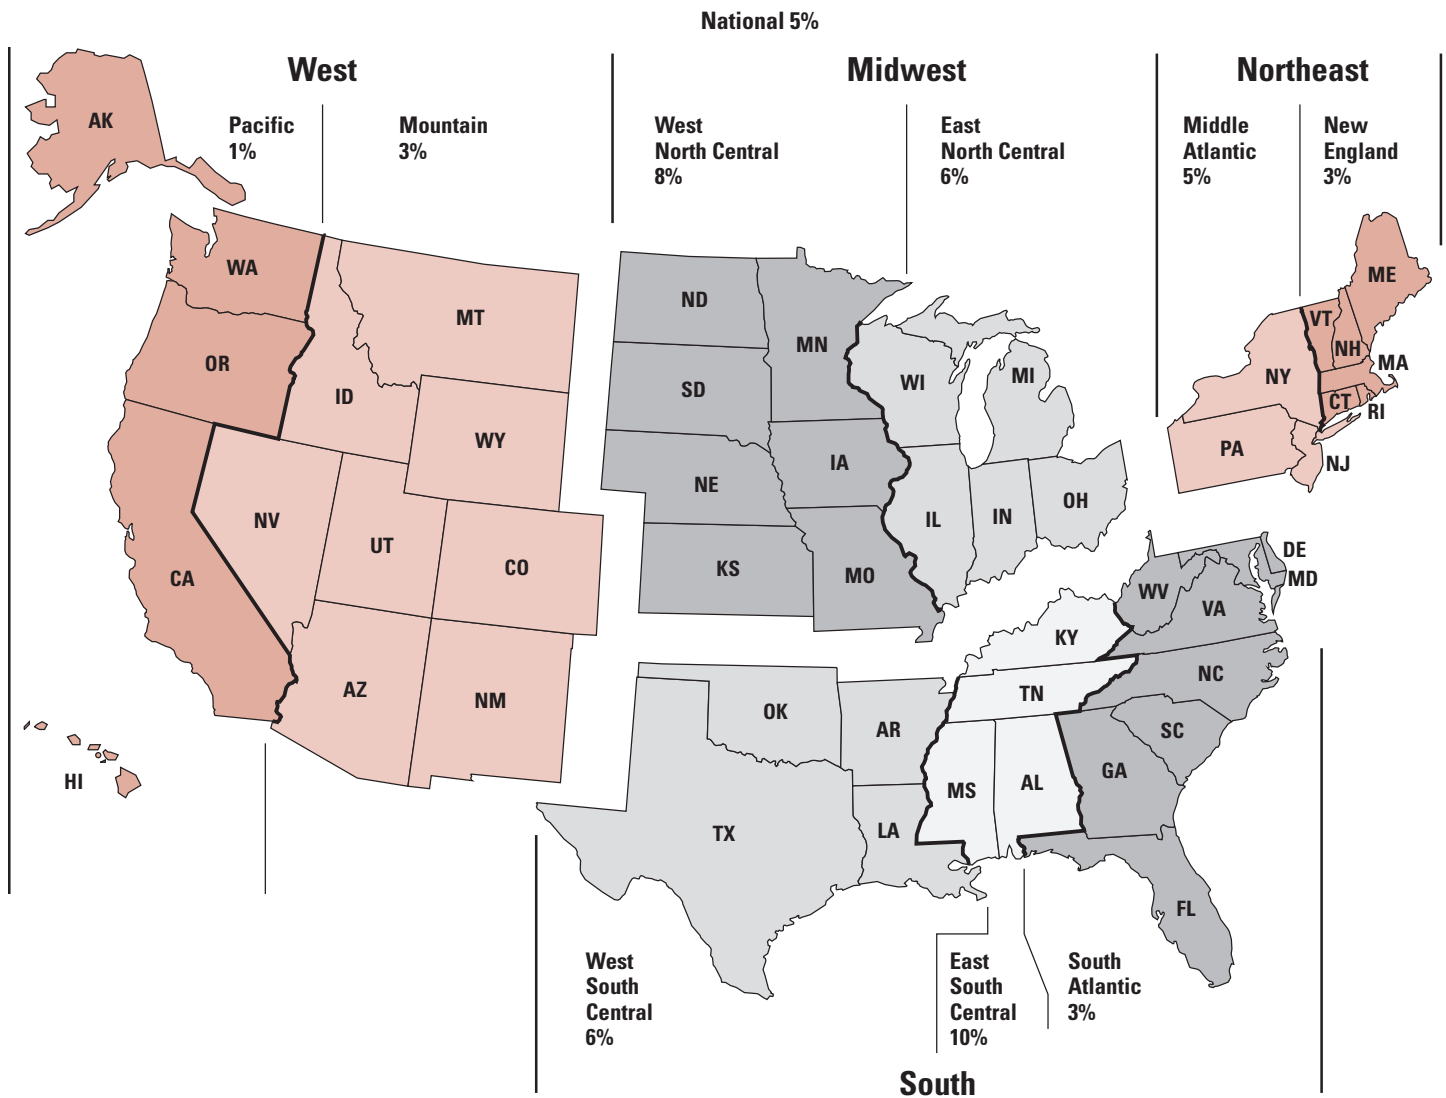 National 5%
West
Midwest
Northeast
Pacific
1%
Mountain
3%
West
North Central
8%
East
North Central
6%
Middle
Atlantic
5%
New
England
3%
AK
WA
OR
CA
HI
MT
ID
WY
NV
UT
CO
AZ
NM
ND
SD
NE
KS
MN
IA
MO
WI
MI
IL
IN
OH
ME
VT
NH
MA
CT
RI
NY
PA
NJ
DE
MD
WV
VA
NC
SC
GA
FL
KY
TN
MS
AL
OK
AR
TX
LA
West
South
Central
6%
East
South
Central
10%
South
Atlantic
3%
South